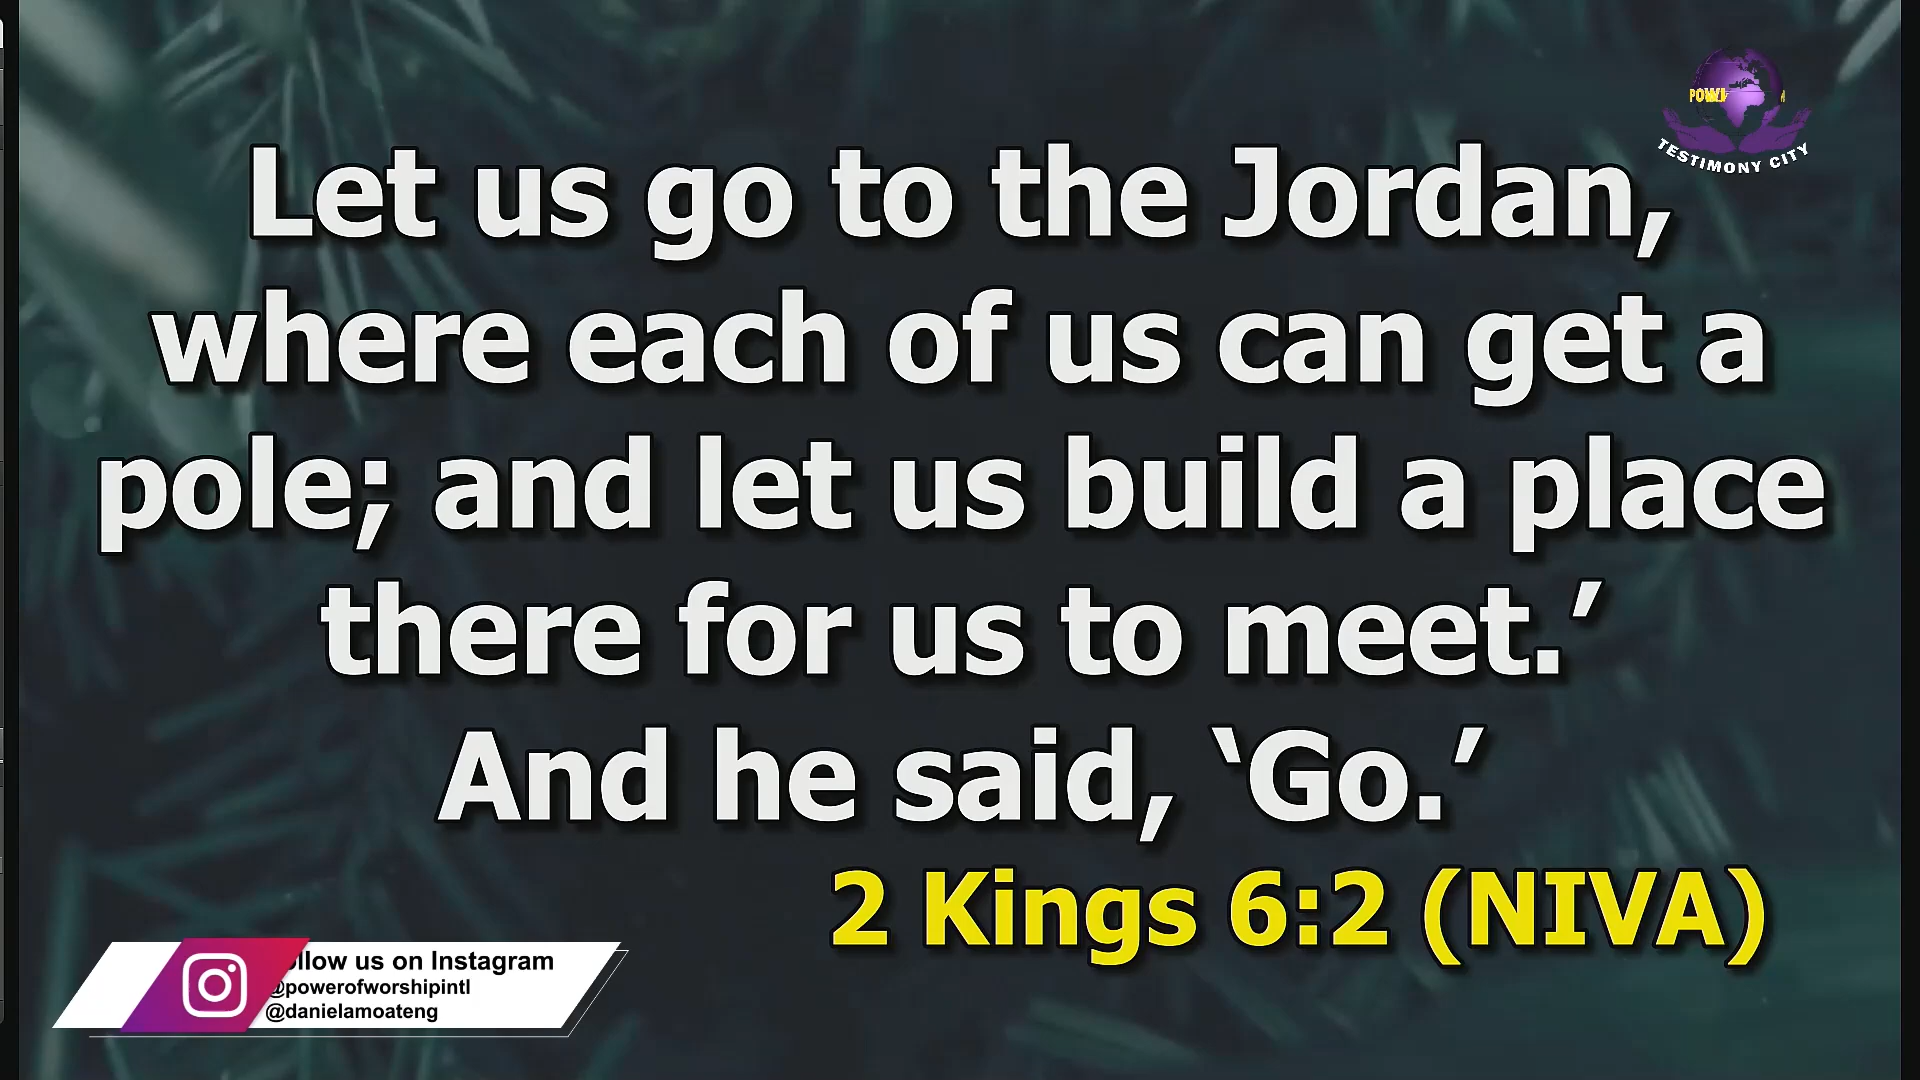 TESTIMONY CITY
Let us go to the Jordan,
where each of us can get a
pole; and let us build a place
there for us to meet.’
And he said, ‘Go.’
2 Kings 6:2 (NIVA)
ollow us on Instagram
@powerofworshipintl
@danielamoateng